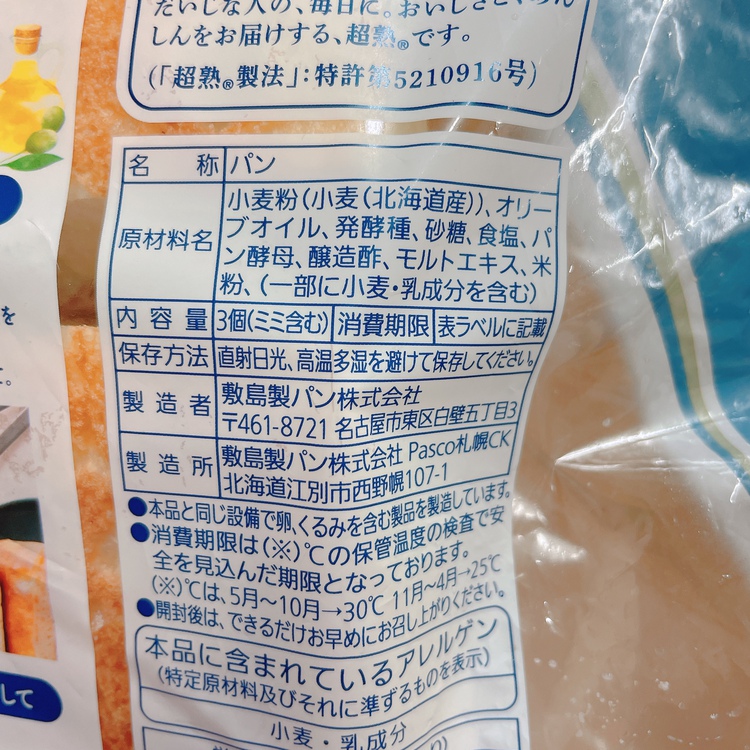 だいじな人の、毎日に。おいしさと
しんをお届けする、超熟®です。
(「超熟®製法」:特許第5210916号)
名称 パン
原材料名 小麦粉(小麦(北海道産))、オリー
ブオイル、発酵種、砂糖、食塩、パ
ン酵母、醸造酢、モルトエキス、米
粉、(一部に小麦・乳成分を含む)
内容量 3個(ミミ含む) 消費期限 表ラベルに記載
保存方法 直射日光、高温多湿を避けて保存してください。
製造者 敷島製パン株式会社
〒461-8721 名古屋市東区白壁五丁目3
製造所 敷島製パン株式会社 Pasco札幌CK
北海道江別市西野幌107-1
●本品と同じ設備で卵、くるみを含む製品を製造しています。
●消費期限は(※)℃の保管温度の検査で安
全を見込んだ期限となっております。
(※)℃は、5月〜10月→30℃ 11月〜4月→25℃
●開封後は、できるだけお早めにお召し上がりください。
本品に含まれているアレルゲン
(特定原材料及びそれに準ずるものを表示)
小麦・乳成分
を
。
して